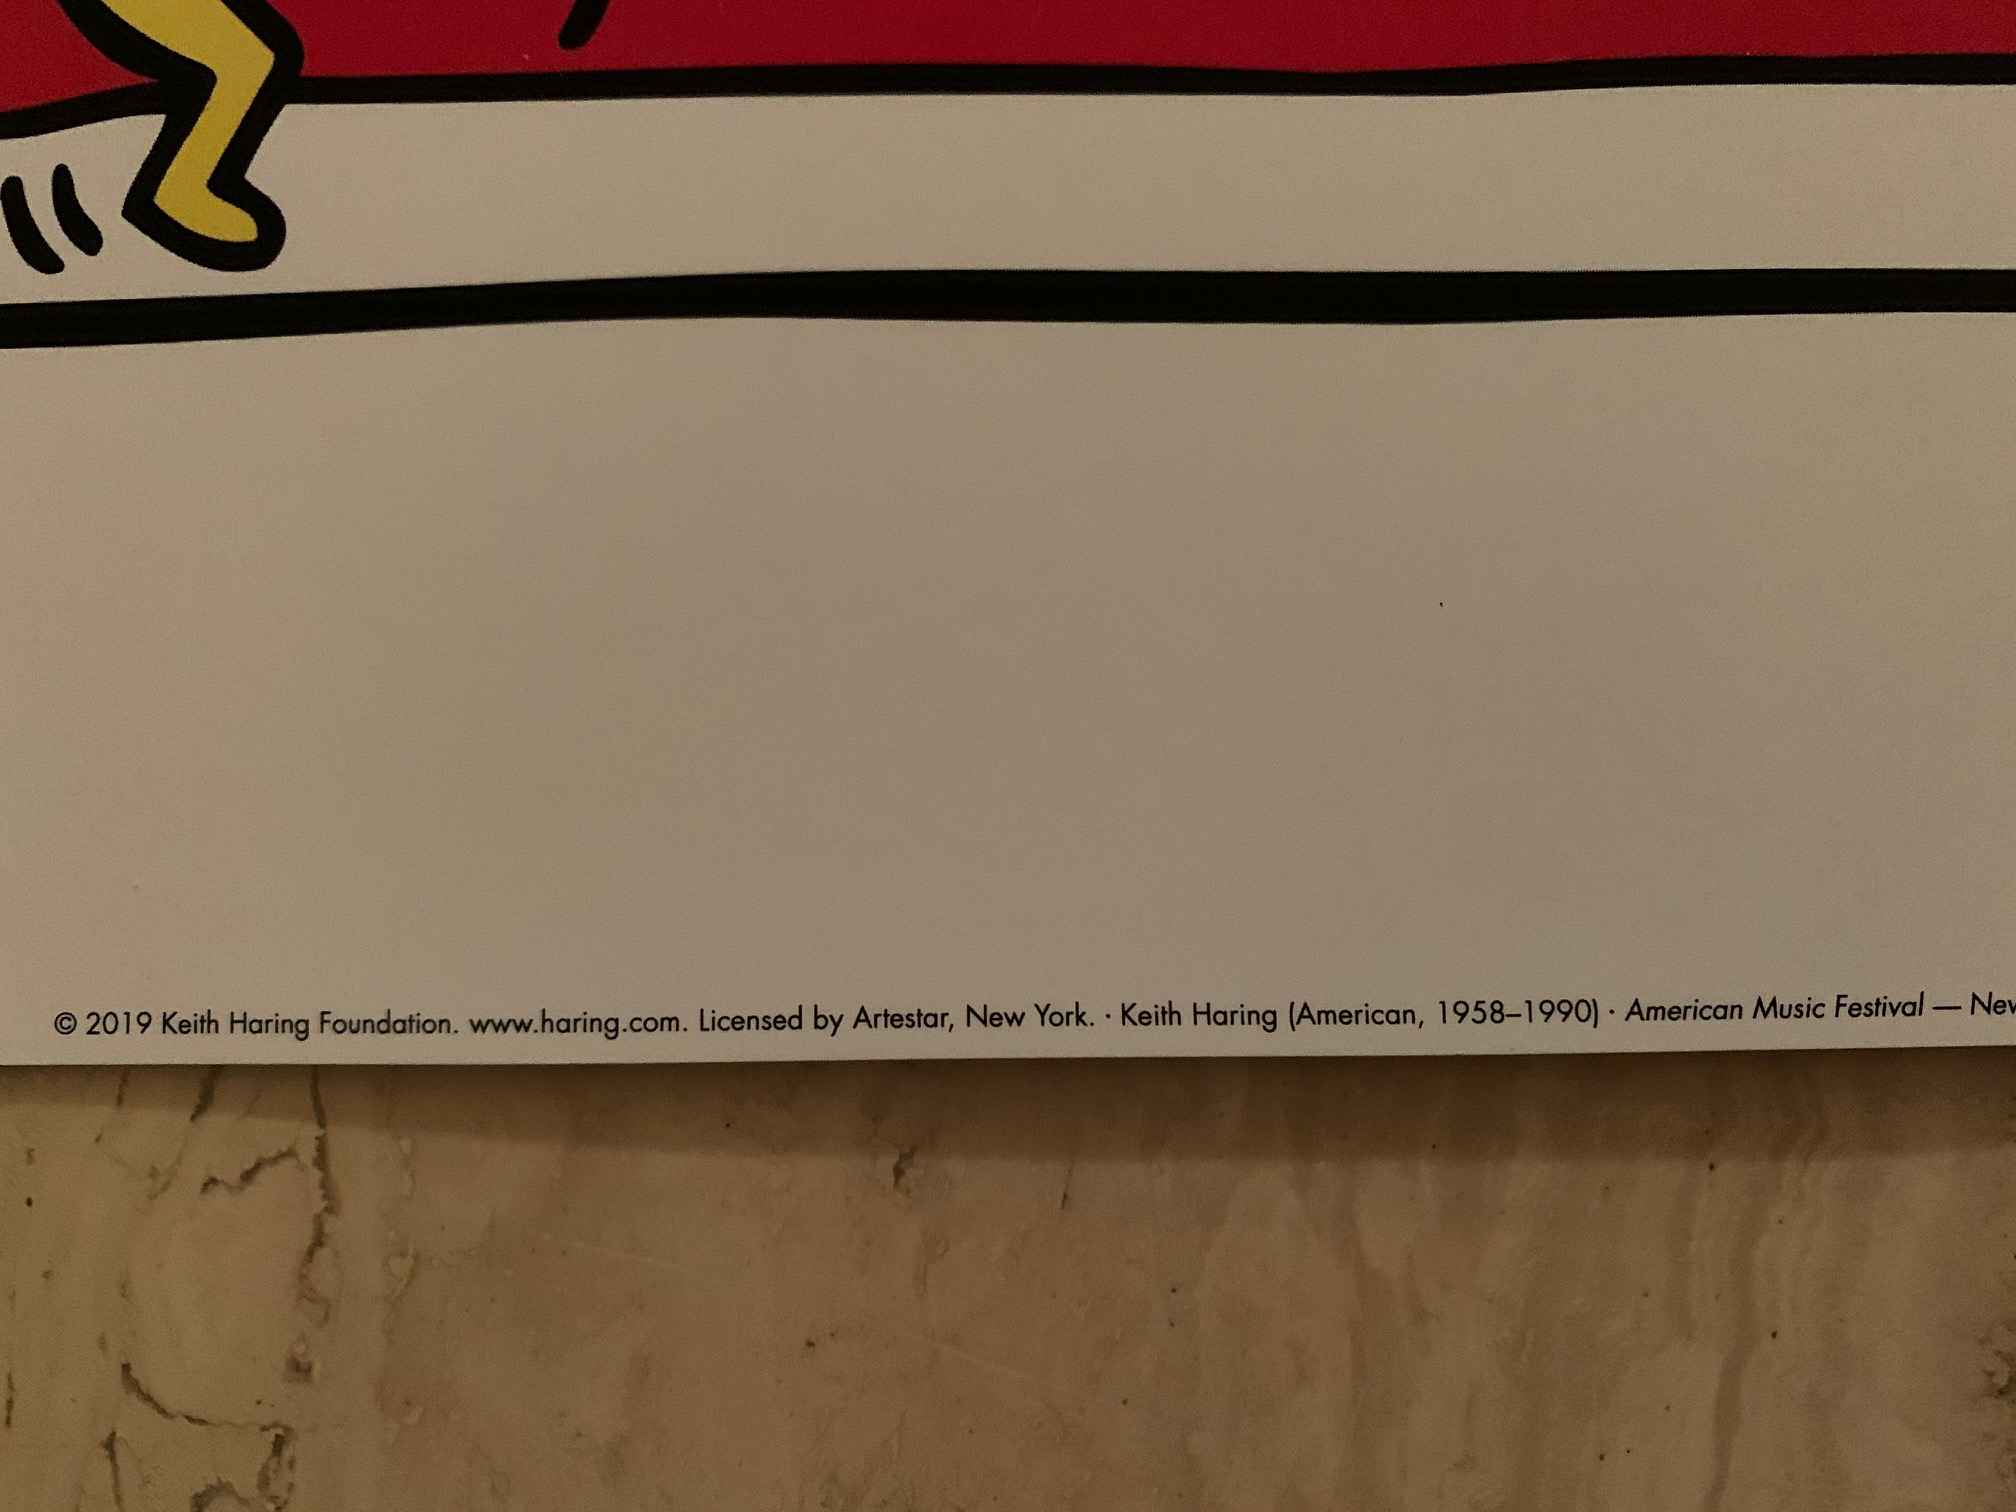 © 2019 Keith Haring Foundation. www.haring.com. Licensed by Artestar, New York. · Keith Haring (American, 1958–1990) · American Music Festival — New